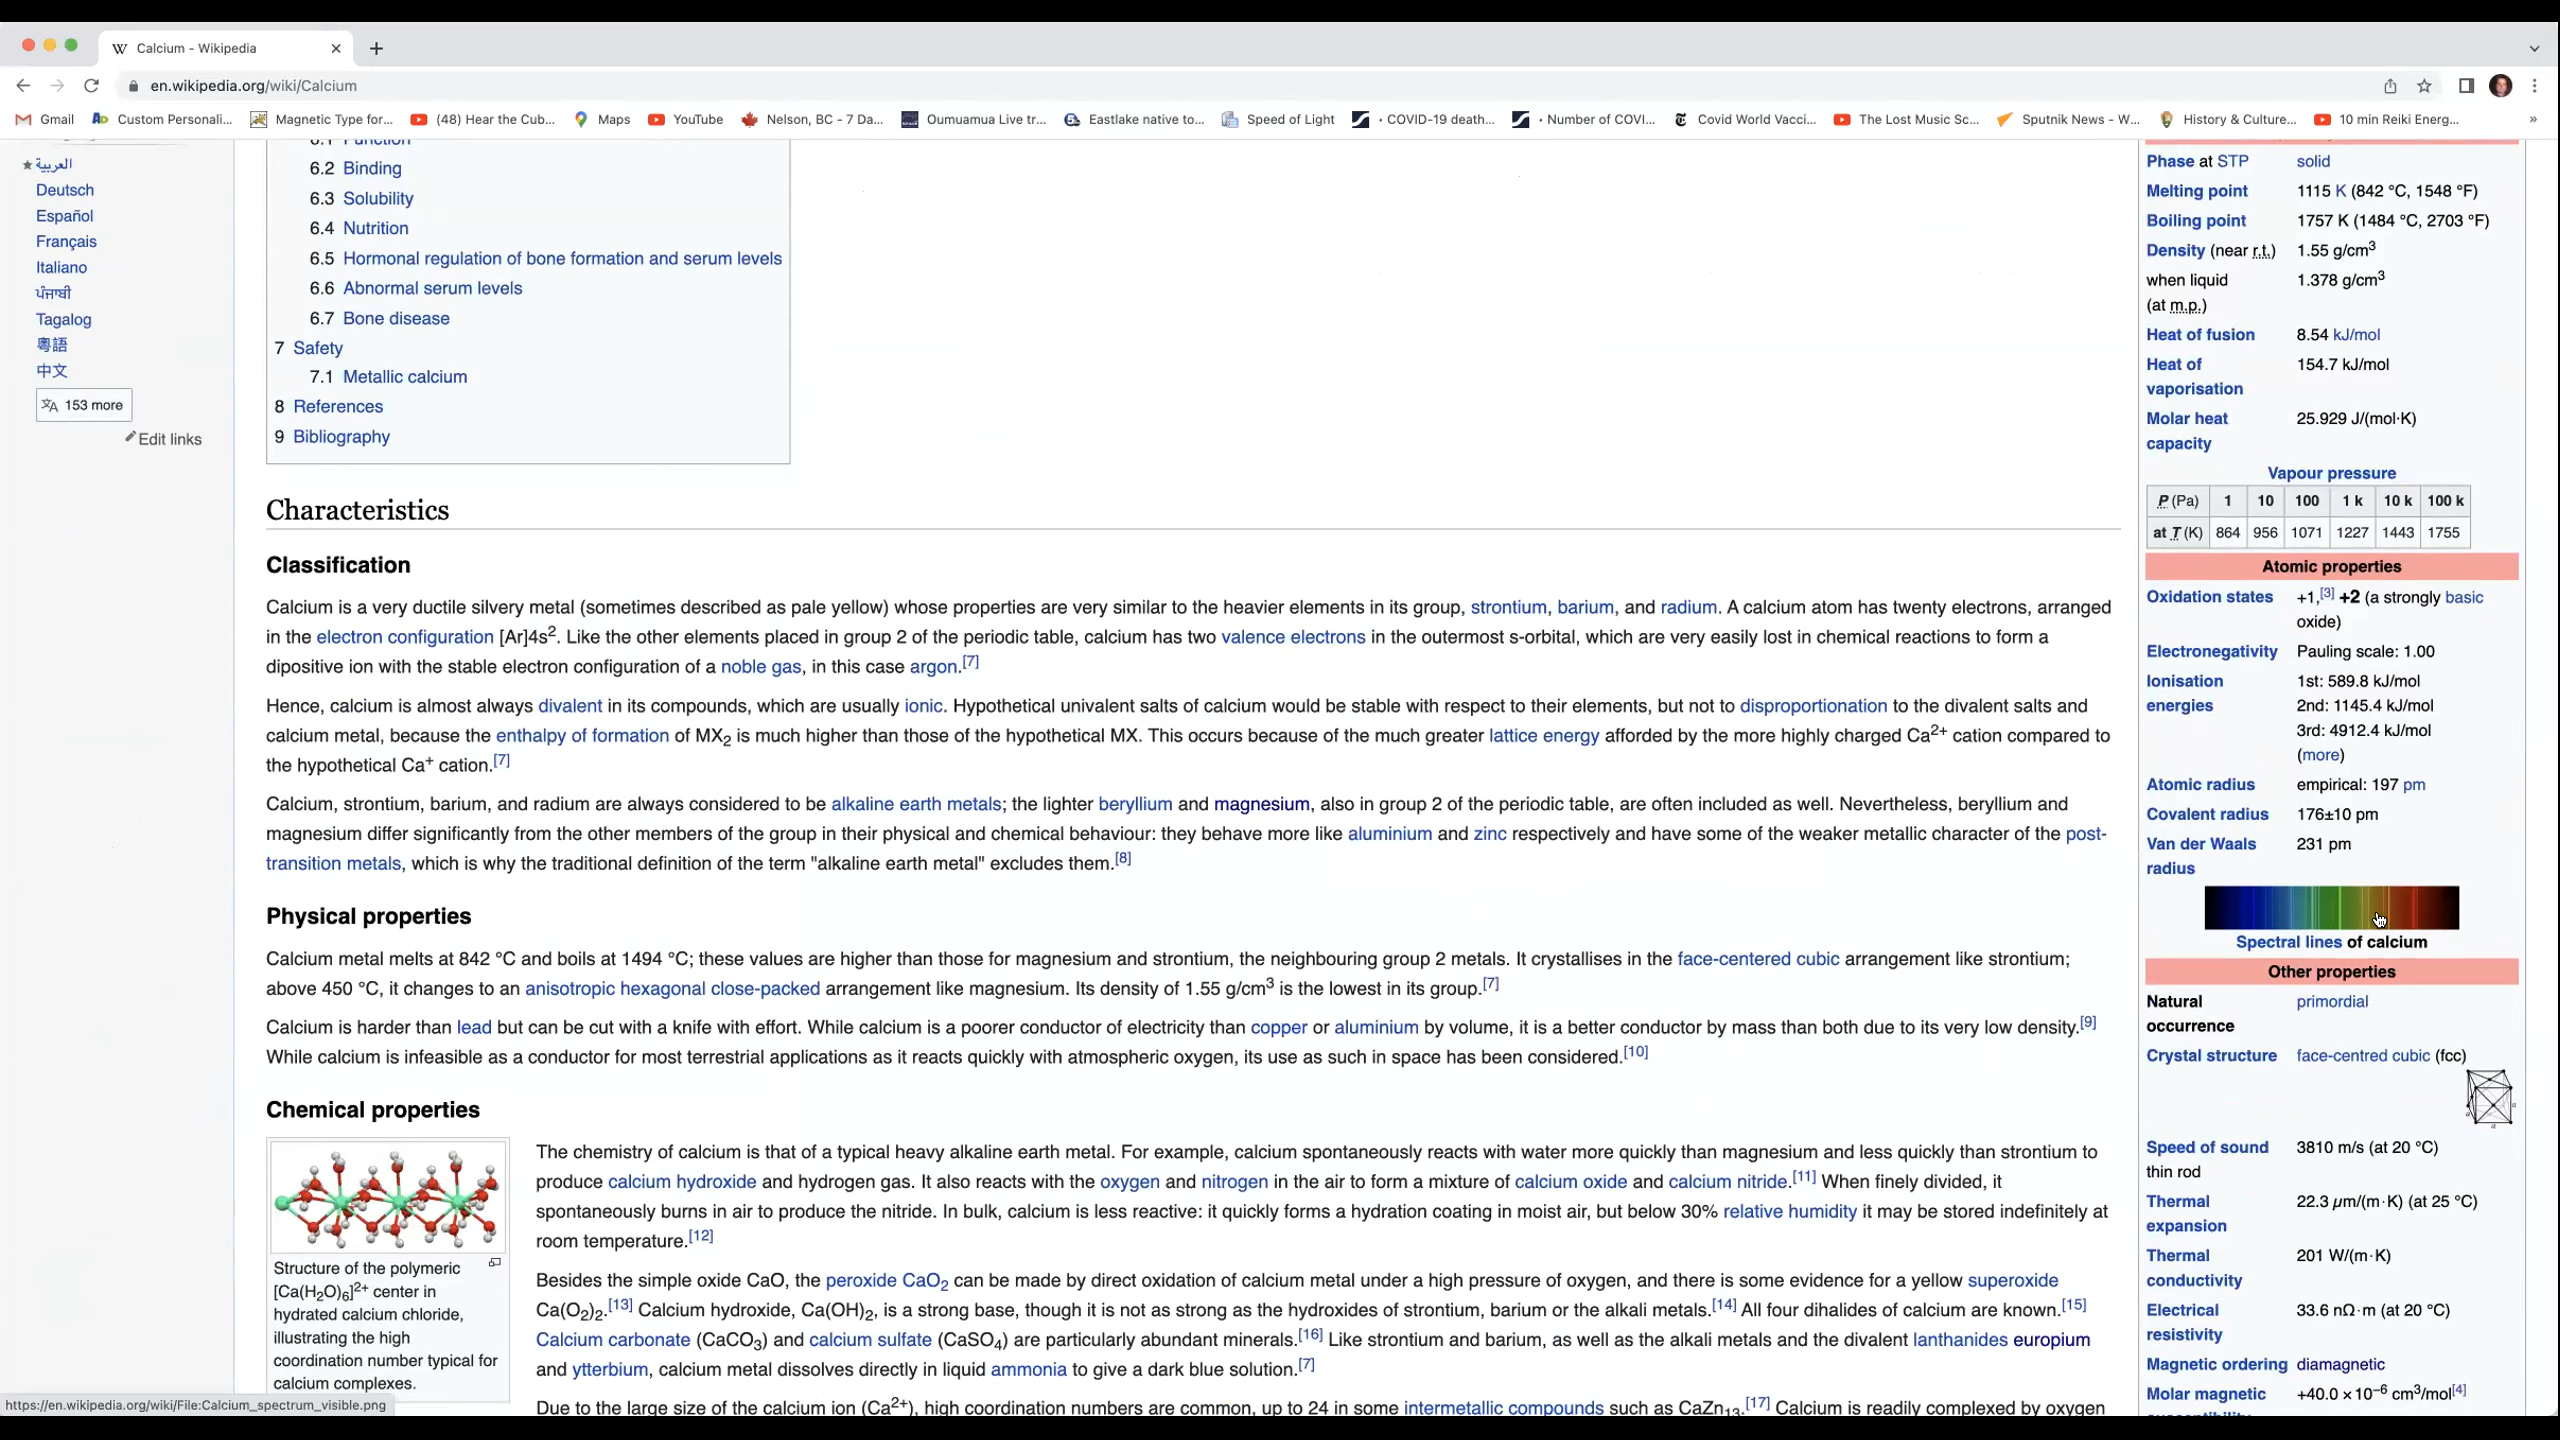 Calcium - Wikipedia
en.wikipedia.org/wiki/Calcium
Gmail
Custom Personali...
Magnetic Type for...
(48) Hear the Cub...
Maps
YouTube
Nelson, BC - 7 Da...
Oumuamua Live tr...
Eastlake native to...
Speed of Light
• COVID-19 death...
• Number of COVI...
Covid World Vacci...
The Lost Music Sc...
Sputnik News - W...
History & Culture...
10 min Reiki Energ...
»
العربية
Deutsch
Español
Français
Italiano
ਪੰਜਾਬੀ
Tagalog
粵語
中文
153 more
Edit links
6.1 Function
6.2 Binding
6.3 Solubility
6.4 Nutrition
6.5 Hormonal regulation of bone formation and serum levels
6.6 Abnormal serum levels
6.7 Bone disease
7 Safety
7.1 Metallic calcium
8 References
9 Bibliography
Characteristics
Classification
Calcium is a very ductile silvery metal (sometimes described as pale yellow) whose properties are very similar to the heavier elements in its group, strontium, barium, and radium. A calcium atom has twenty electrons, arranged
in the electron configuration [Ar]4s². Like the other elements placed in group 2 of the periodic table, calcium has two valence electrons in the outermost s-orbital, which are very easily lost in chemical reactions to form a
dipositive ion with the stable electron configuration of a noble gas, in this case argon.[7]
Hence, calcium is almost always divalent in its compounds, which are usually ionic. Hypothetical univalent salts of calcium would be stable with respect to their elements, but not to disproportionation to the divalent salts and
calcium metal, because the enthalpy of formation of MX₂ is much higher than those of the hypothetical MX. This occurs because of the much greater lattice energy afforded by the more highly charged Ca²⁺ cation compared to
the hypothetical Ca⁺ cation.[7]
Calcium, strontium, barium, and radium are always considered to be alkaline earth metals; the lighter beryllium and magnesium, also in group 2 of the periodic table, are often included as well. Nevertheless, beryllium and
magnesium differ significantly from the other members of the group in their physical and chemical behaviour: they behave more like aluminium and zinc respectively and have some of the weaker metallic character of the post-
transition metals, which is why the traditional definition of the term "alkaline earth metal" excludes them.[8]
Physical properties
Calcium metal melts at 842 °C and boils at 1494 °C; these values are higher than those for magnesium and strontium, the neighbouring group 2 metals. It crystallises in the face-centered cubic arrangement like strontium;
above 450 °C, it changes to an anisotropic hexagonal close-packed arrangement like magnesium. Its density of 1.55 g/cm³ is the lowest in its group.[7]
Calcium is harder than lead but can be cut with a knife with effort. While calcium is a poorer conductor of electricity than copper or aluminium by volume, it is a better conductor by mass than both due to its very low density.[9]
While calcium is infeasible as a conductor for most terrestrial applications as it reacts quickly with atmospheric oxygen, its use as such in space has been considered.[10]
Chemical properties
Structure of the polymeric
[Ca(H₂O)₆]²⁺ center in
hydrated calcium chloride,
illustrating the high
coordination number typical for
calcium complexes.
The chemistry of calcium is that of a typical heavy alkaline earth metal. For example, calcium spontaneously reacts with water more quickly than magnesium and less quickly than strontium to
produce calcium hydroxide and hydrogen gas. It also reacts with the oxygen and nitrogen in the air to form a mixture of calcium oxide and calcium nitride.[11] When finely divided, it
spontaneously burns in air to produce the nitride. In bulk, calcium is less reactive: it quickly forms a hydration coating in moist air, but below 30% relative humidity it may be stored indefinitely at
room temperature.[12]
Besides the simple oxide CaO, the peroxide CaO₂ can be made by direct oxidation of calcium metal under a high pressure of oxygen, and there is some evidence for a yellow superoxide
Ca(O₂)₂.[13] Calcium hydroxide, Ca(OH)₂, is a strong base, though it is not as strong as the hydroxides of strontium, barium or the alkali metals.[14] All four dihalides of calcium are known.[15]
Calcium carbonate (CaCO₃) and calcium sulfate (CaSO₄) are particularly abundant minerals.[16] Like strontium and barium, as well as the alkali metals and the divalent lanthanides europium
and ytterbium, calcium metal dissolves directly in liquid ammonia to give a dark blue solution.[7]
Due to the large size of the calcium ion (Ca²⁺), high coordination numbers are common, up to 24 in some intermetallic compounds such as CaZn₁₃.[17] Calcium is readily complexed by oxygen
Phase at STP solid
Melting point 1115 K (842 °C, 1548 °F)
Boiling point 1757 K (1484 °C, 2703 °F)
Density (near r.t.) 1.55 g/cm³
when liquid 1.378 g/cm³
(at m.p.)
Heat of fusion 8.54 kJ/mol
Heat of 154.7 kJ/mol
vaporisation
Molar heat 25.929 J/(mol·K)
capacity
Vapour pressure
P (Pa) 1 10 100 1 k 10 k 100 k
at T (K) 864 956 1071 1227 1443 1755
Atomic properties
Oxidation states +1,[3] +2 (a strongly basic
oxide)
Electronegativity Pauling scale: 1.00
Ionisation 1st: 589.8 kJ/mol
energies 2nd: 1145.4 kJ/mol
3rd: 4912.4 kJ/mol
(more)
Atomic radius empirical: 197 pm
Covalent radius 176±10 pm
Van der Waals 231 pm
radius
Spectral lines of calcium
Other properties
Natural primordial
occurrence
Crystal structure face-centred cubic (fcc)
Speed of sound 3810 m/s (at 20 °C)
thin rod
Thermal 22.3 µm/(m·K) (at 25 °C)
expansion
Thermal 201 W/(m·K)
conductivity
Electrical 33.6 nΩ·m (at 20 °C)
resistivity
Magnetic ordering diamagnetic
Molar magnetic +40.0 × 10⁻⁶ cm³/mol[4]
https://en.wikipedia.org/wiki/File:Calcium_spectrum_visible.png